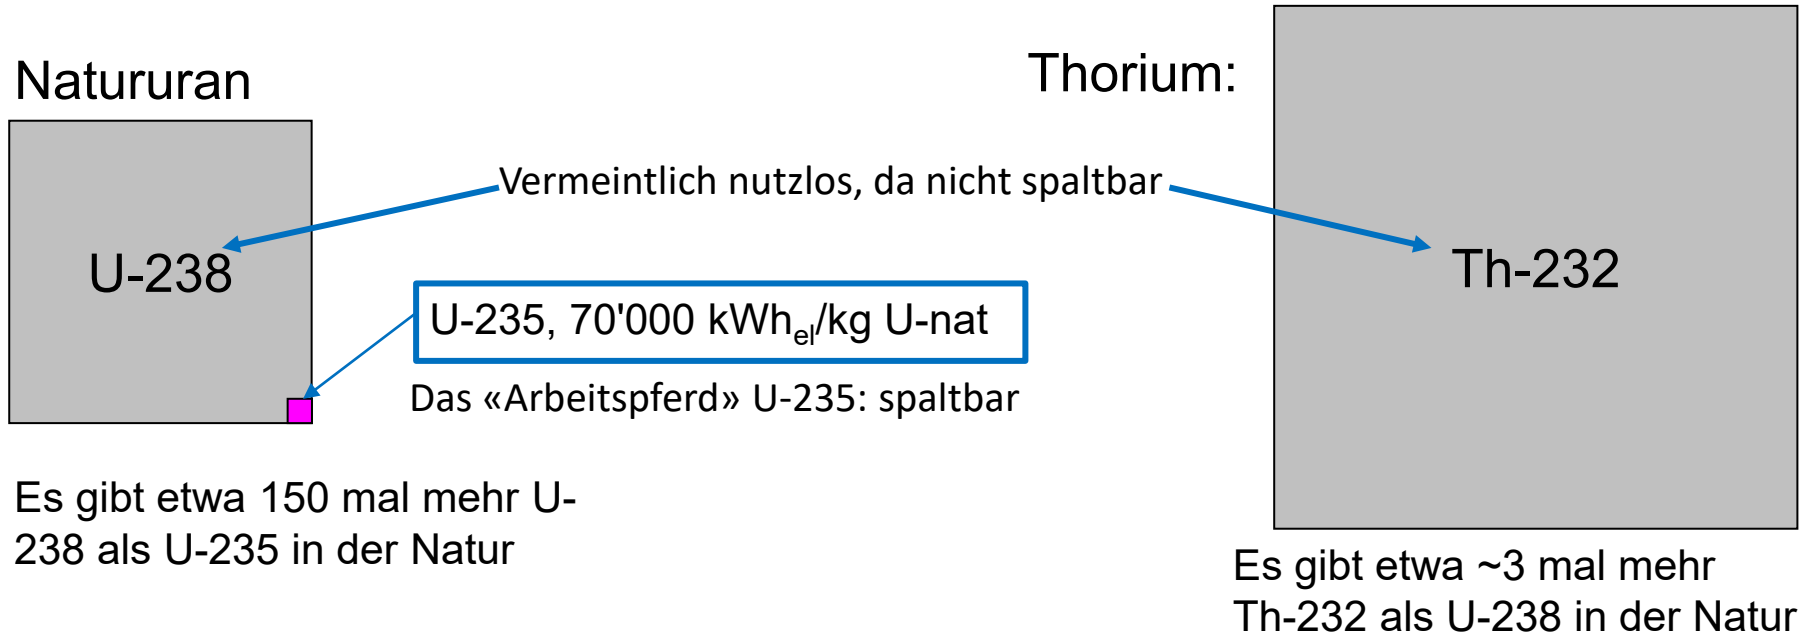 Natururan
Thorium:
Vermeintlich nutzlos, da nicht spaltbar
U-238
Th-232
U-235, 70'000 kWhel/kg U-nat
Das «Arbeitspferd» U-235: spaltbar
Es gibt etwa 150 mal mehr U-
238 als U-235 in der Natur
Es gibt etwa ~3 mal mehr
Th-232 als U-238 in der Natur